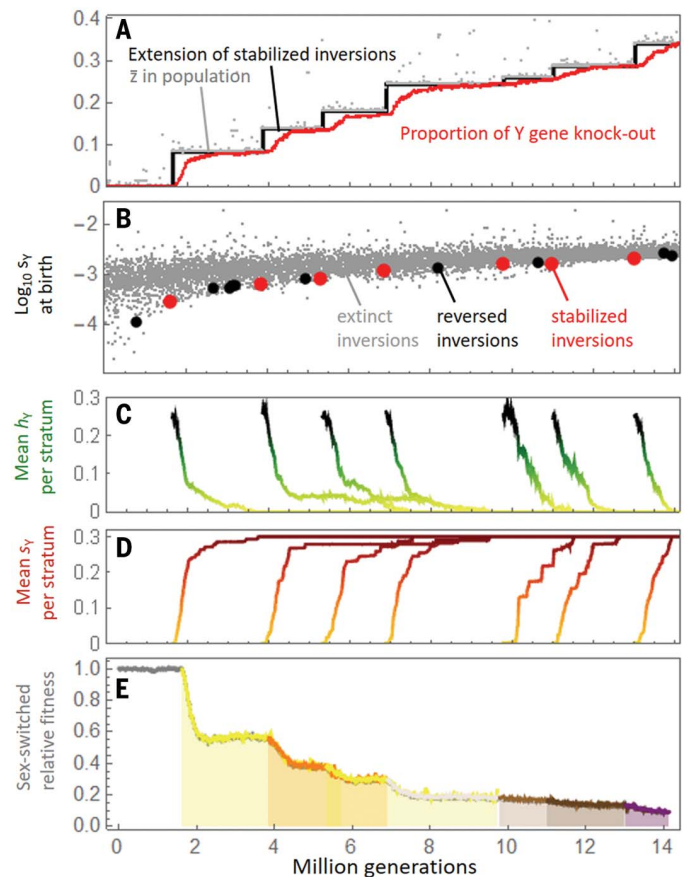 A
0.4
0.3
0.2
0.1
0
Extension of stabilized inversions
z̄ in population
Proportion of Y gene knock-out
B
Log10 sY
at birth
−2
−3
−4
extinct
inversions
reversed
inversions
stabilized
inversions
C
Mean hY
per stratum
0.3
0.2
0.1
0
D
Mean sY
per stratum
0.3
0.2
0.1
0
E
Sex-switched
relative fitness
1.0
0.8
0.6
0.4
0.2
0.0
0 2 4 6 8 10 12 14
Million generations